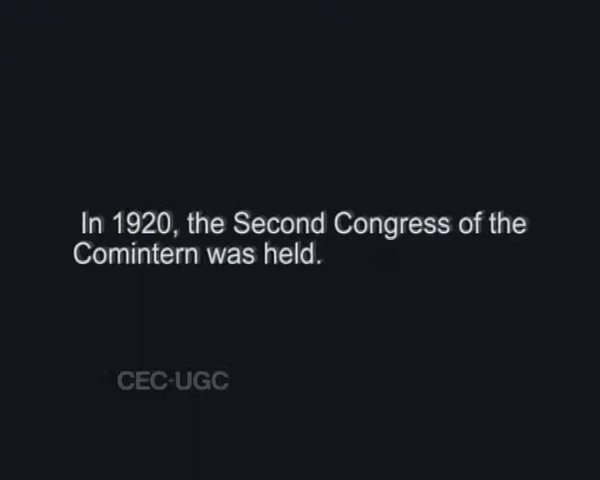 In 1920, the Second Congress of the
Comintern was held.
CEC-UGC